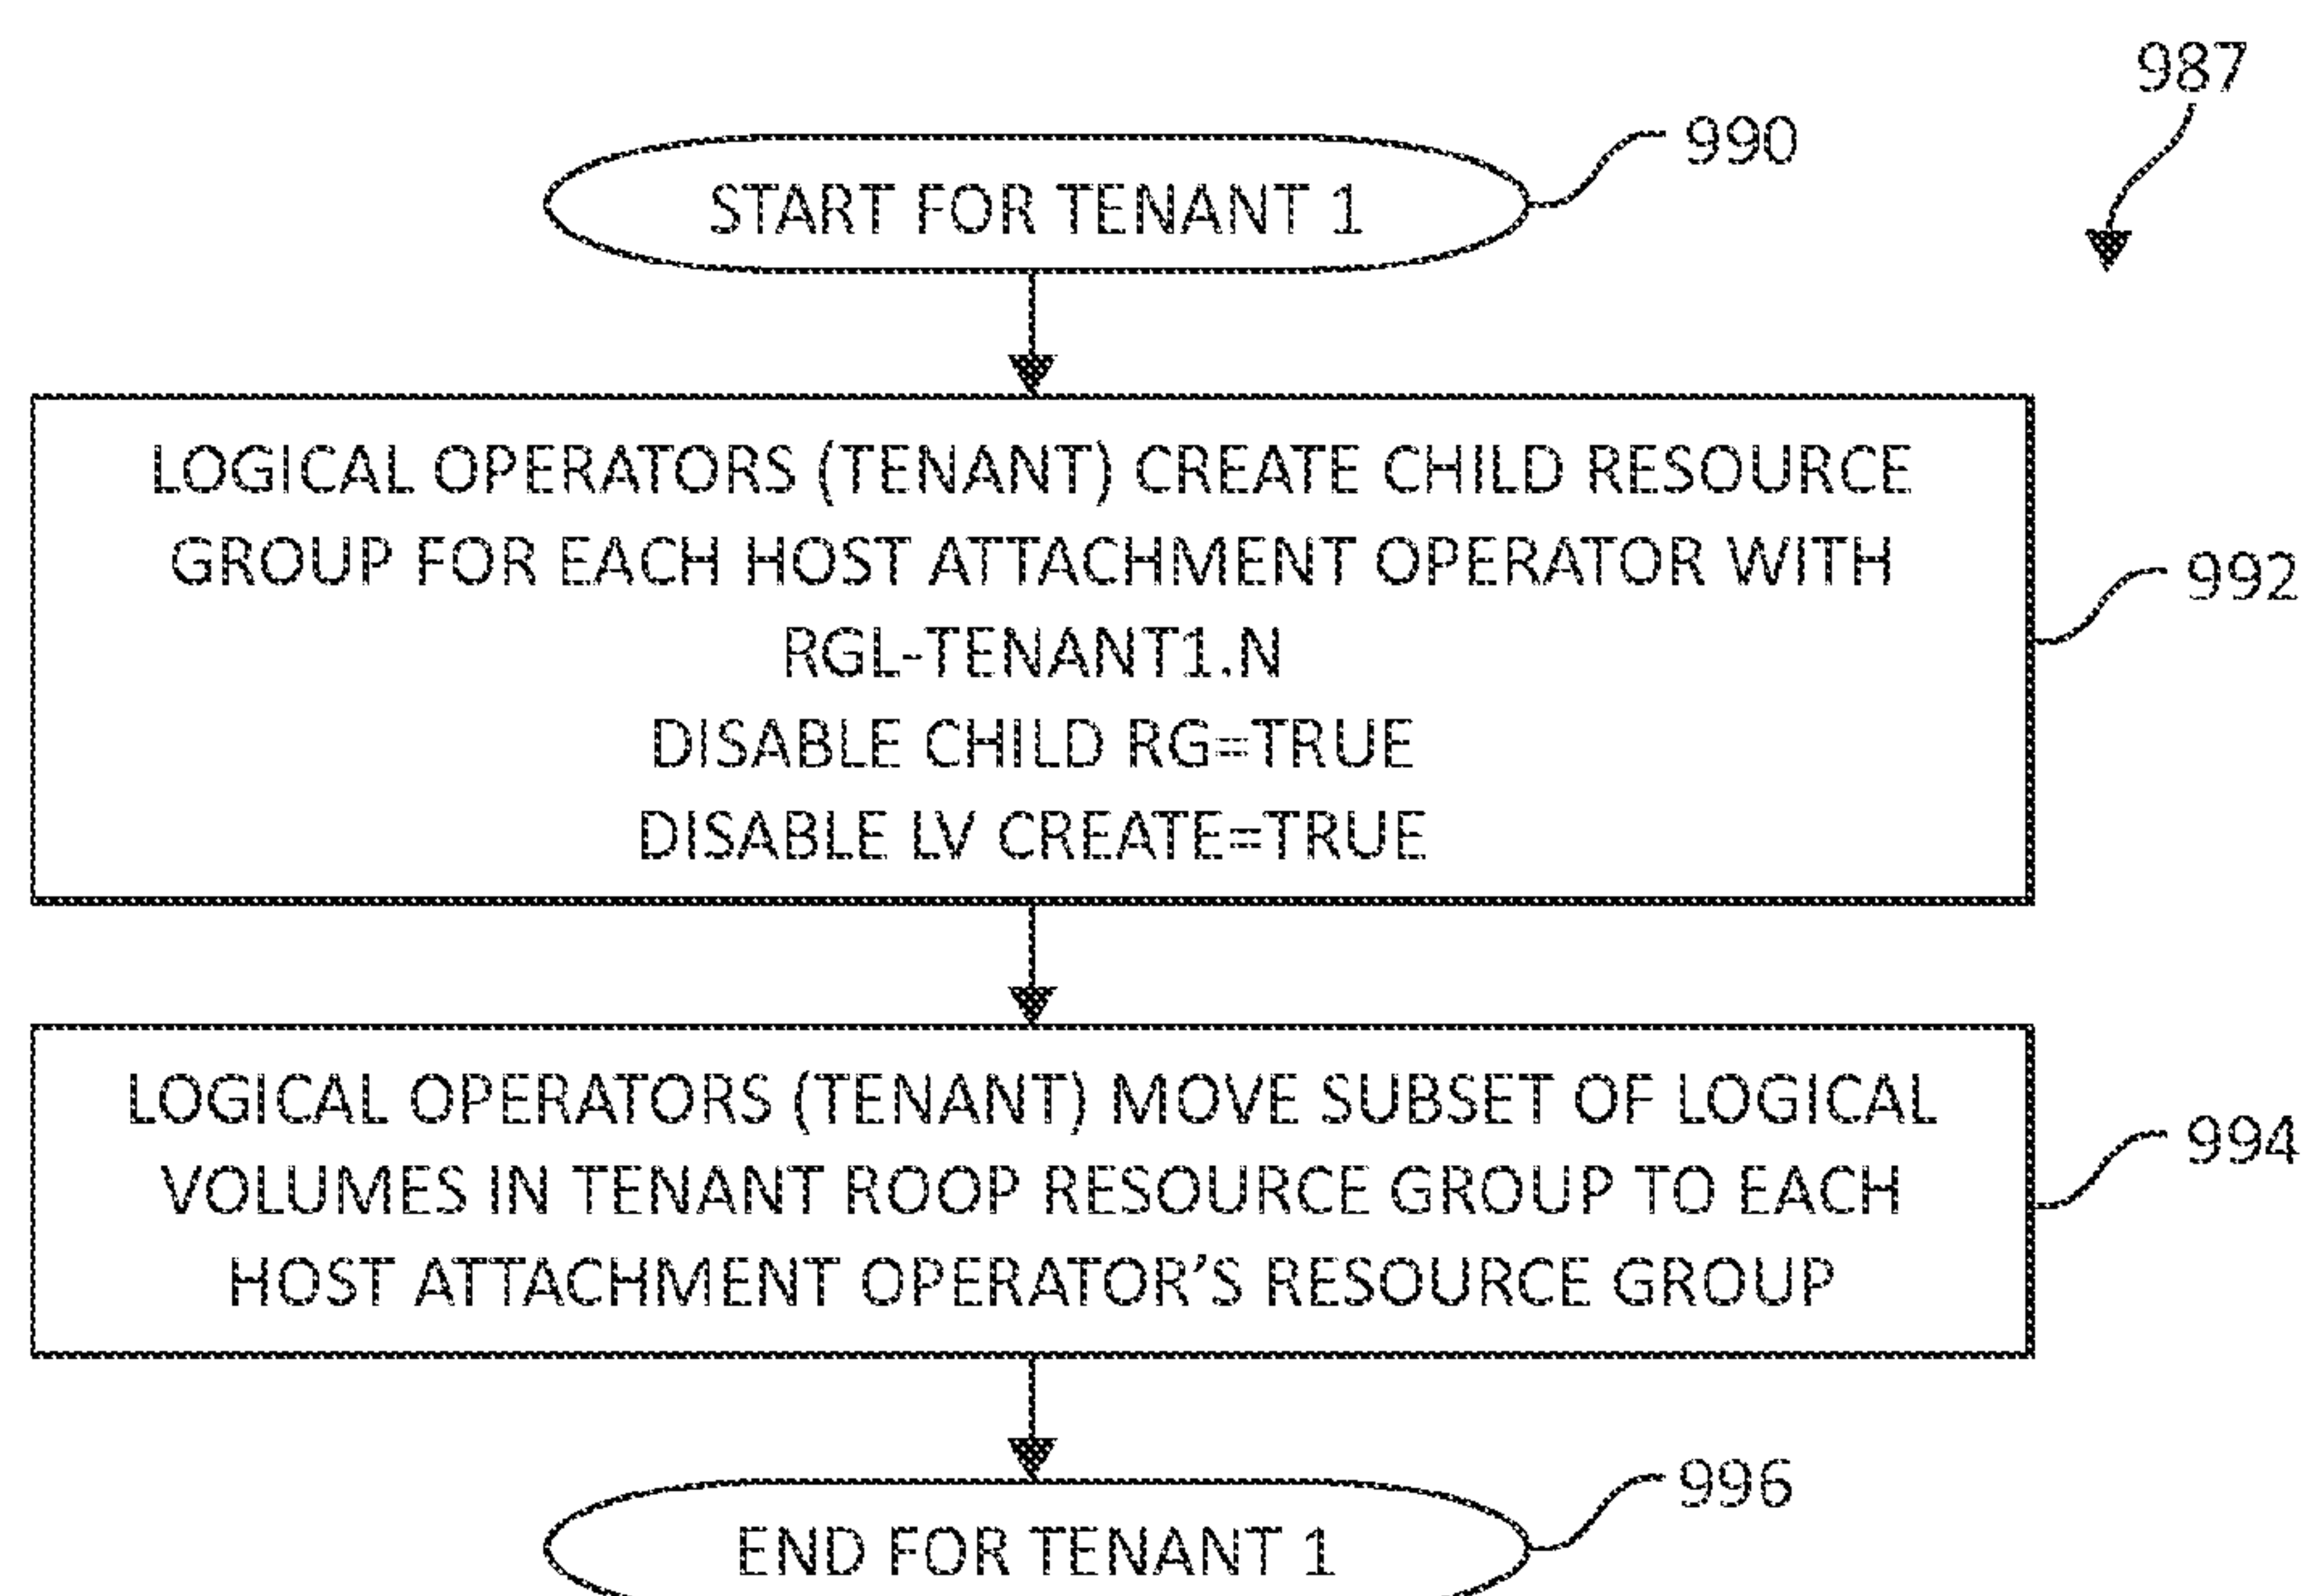 987
990
START FOR TENANT 1
LOGICAL OPERATORS (TENANT) CREATE CHILD RESOURCE
GROUP FOR EACH HOST ATTACHMENT OPERATOR WITH
RGL-TENANT1.N
DISABLE CHILD RG=TRUE
DISABLE LV CREATE=TRUE
992
LOGICAL OPERATORS (TENANT) MOVE SUBSET OF LOGICAL
VOLUMES IN TENANT ROOP RESOURCE GROUP TO EACH
HOST ATTACHMENT OPERATOR'S RESOURCE GROUP
994
996
END FOR TENANT 1